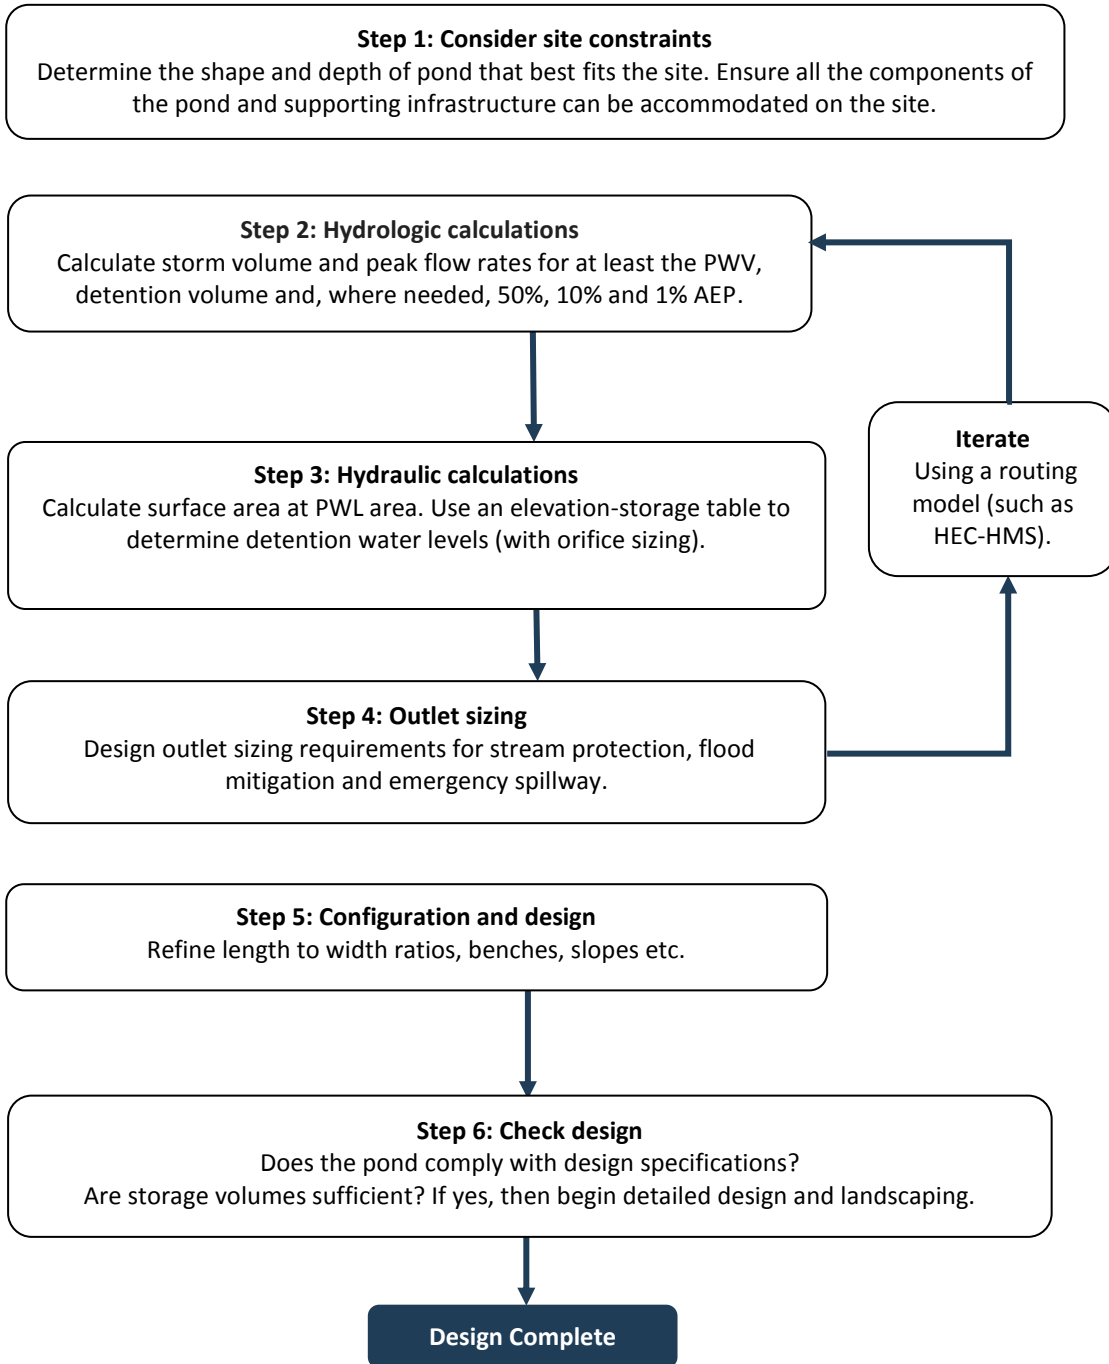 Step 1: Consider site constraints
Determine the shape and depth of pond that best fits the site. Ensure all the components of
the pond and supporting infrastructure can be accommodated on the site.
Step 2: Hydrologic calculations
Calculate storm volume and peak flow rates for at least the PWV,
detention volume and, where needed, 50%, 10% and 1% AEP.
Iterate
Using a routing
model (such as
HEC-HMS).
Step 3: Hydraulic calculations
Calculate surface area at PWL area. Use an elevation-storage table to
determine detention water levels (with orifice sizing).
Step 4: Outlet sizing
Design outlet sizing requirements for stream protection, flood
mitigation and emergency spillway.
Step 5: Configuration and design
Refine length to width ratios, benches, slopes etc.
Step 6: Check design
Does the pond comply with design specifications?
Are storage volumes sufficient? If yes, then begin detailed design and landscaping.
Design Complete